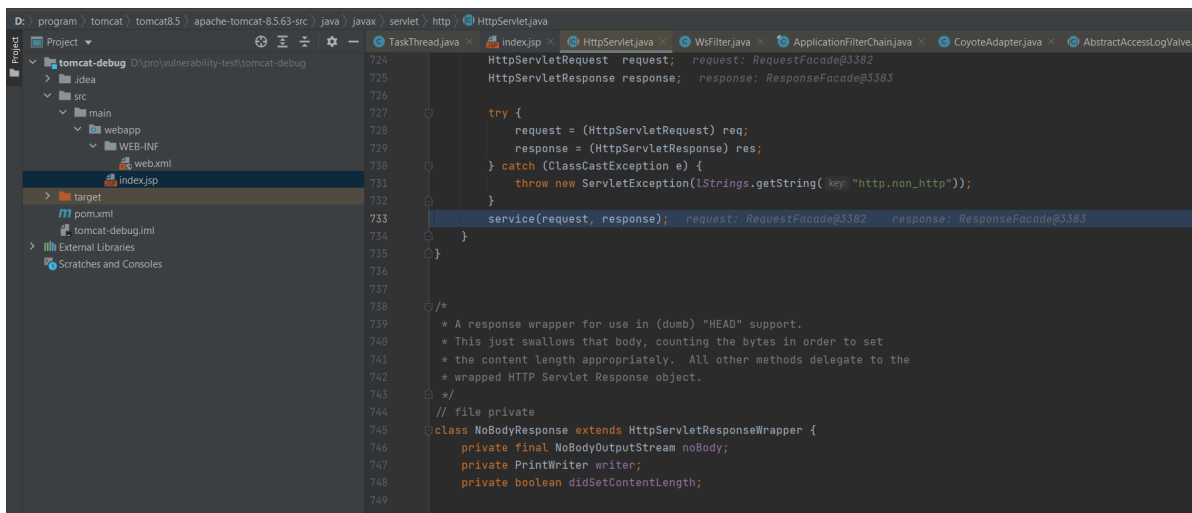 D: program tomcat tomcat8.5 apache-tomcat-8.5.63-src java javax servlet http HttpServlet.java
Project
Project
TaskThread.java index.jsp HttpServlet.java WsFilter.java ApplicationFilterChain.java CoyoteAdapter.java AbstractAccessLogValve.
tomcat-debug D:\pro\vulnerability-test\tomcat-debug
.idea
src
main
webapp
WEB-INF
web.xml
index.jsp
target
pom.xml
tomcat-debug.iml
External Libraries
Scratches and Consoles
724 HttpServletRequest request; request: RequestFacade@3382
725 HttpServletResponse response; response: ResponseFacade@3383
726
727 try {
728 request = (HttpServletRequest) req;
729 response = (HttpServletResponse) res;
730 } catch (ClassCastException e) {
731 throw new ServletException(lStrings.getString( key: "http.non_http"));
732 }
733 service(request, response); request: RequestFacade@3382 response: ResponseFacade@3383
734 }
735 }
736
737
738 /*
739 * A response wrapper for use in (dumb) "HEAD" support.
740 * This just swallows that body, counting the bytes in order to set
741 * the content length appropriately. All other methods delegate to the
742 * wrapped HTTP Servlet Response object.
743 */
744 // file private
745 class NoBodyResponse extends HttpServletResponseWrapper {
746 private final NoBodyOutputStream noBody;
747 private PrintWriter writer;
748 private boolean didSetContentLength;
749